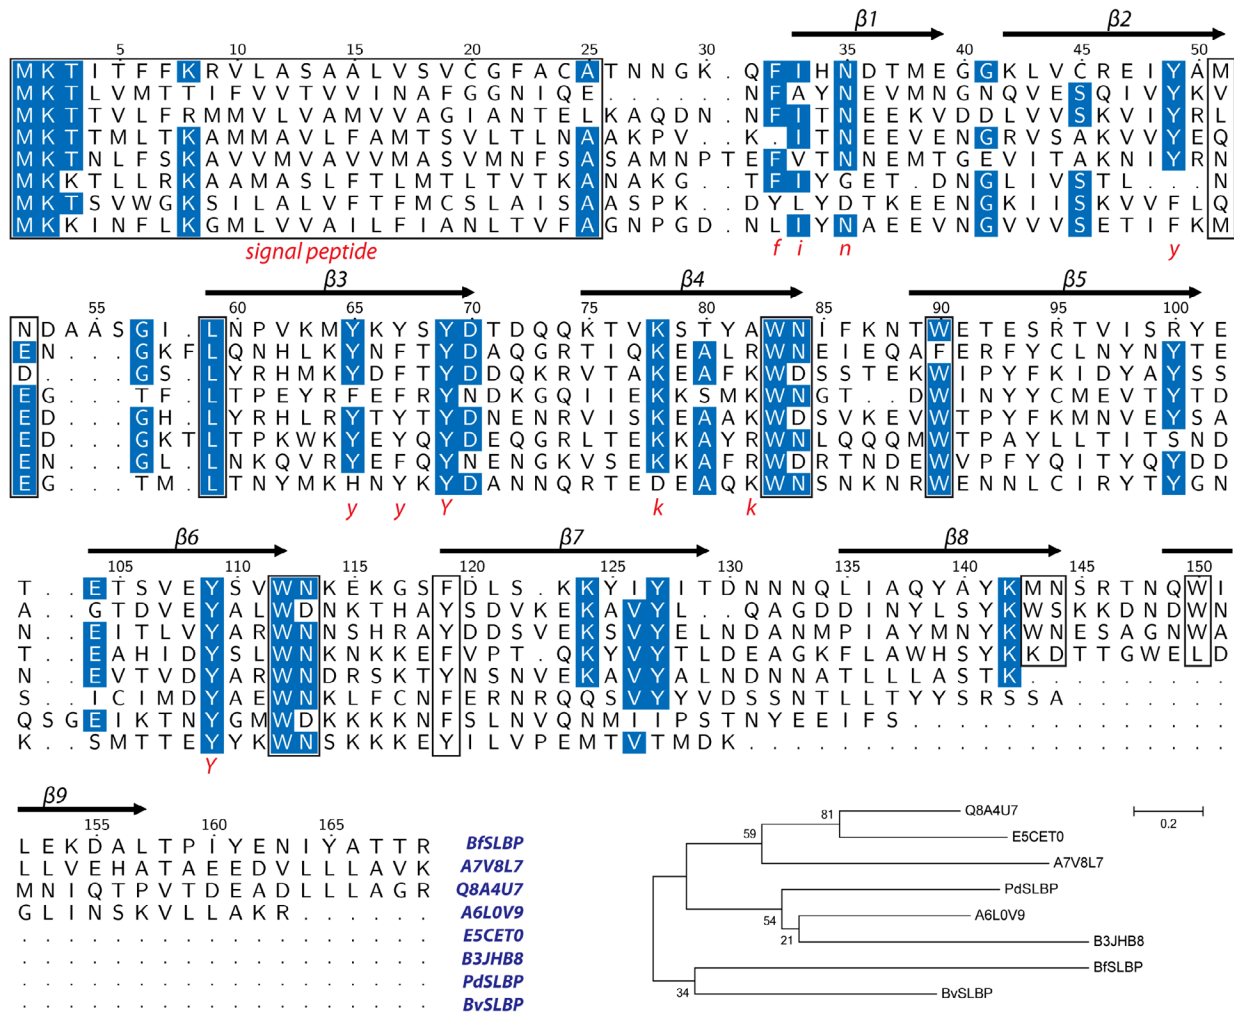 β1 β2
5 10 15 20 25 30 35 40 45 50
M K T I T F F K R V L A S A A L V S V C G F A C A T N N G K . Q F I H N D T M E G G K L V C R E I Y A M
M K T L V M T T I F V V T V V I N A F G G N I Q E . . . . . . N F A Y N E V M N G N Q V E S Q I V Y K V
M K T T V L F R M M V L V A M V V A G I A N T E L K A Q D N . N F I T N E E K V D D L V V S K V I Y R L
M K T T M L T K A M M A V L F A M T S V L T L N A A K P V . . K . I T N E E V E N G R V S A K V V Y E Q
M K T N L F S K A V V M V A V V M A S V M N F S A S A M N P T E F V T N N E M T G E V I T A K N I Y R N
M K K T L L R K A A M A S L F T L M T L T V T K A N A K G . . T F I Y G E T . D N G L I V S T L . . . N
M K T S V W G K S I L A L V F T F M C S L A I S A A S P K . . D Y L Y D T K E E N G K I I S K V V F L Q
M K K I N F L K G M L V V A I L F I A N L T V F A G N P G D . N L I Y N A E E V N G V V V S E T I F K M
signal peptide f i n y
β3 β4 β5
55 60 65 70 75 80 85 90 95 100
N D A A S G I . L N P V K M Y K Y S Y D T D Q Q K T V K S T Y A W N I F K N T W E T E S R T V I S R Y E
E N . . . G K F L Q N H L K Y N F T Y D A Q G R T I Q K E A L R W N E I E Q A F E R F Y C L N Y N Y T E
D . . . . G S . L Y R H M K Y D F T Y D D Q K R V T A K E A F K W D S S T E K W I P Y F K I D Y A Y S S
E G . . . T F . L T P E Y R F E F R Y N D K G Q I I E K K S M K W N G T . . D W I N Y Y C M E V T Y T D
E D . . . G H . L Y R H L R Y T Y T Y D N E N R V I S K E A A K W D S V K E V W T P Y F K M N V E Y S A
E D . . . G K T L T P K W K Y E Y Q Y D E Q G R L T E K K A Y R W N L Q Q Q M W T P A Y L L T I T S N D
E N . . . G L . L N K Q V R Y E F Q Y N E N G K V S E K K A F R W D R T N D E W V P F Y Q I T Y Q Y D D
E G . . . T M . L T N Y M K H N Y K Y D A N N Q R T E D E A Q K W N S N K N R W E N N L C I R Y T Y G N
y y Y k k
β6 β7 β8
105 110 115 120 125 130 135 140 145 150
T . . E T S V E Y S V W N K E K G S F D L S . K K Y I Y I T D N N N Q L I A Q Y A Y K M N S R T N Q W I
A . . G T D V E Y A L W D N K T H A Y S D V K E K A V Y L . . Q A G D D I N Y L S Y K W S K K D N D W N
N . . E I T L V Y A R W N N S H R A Y D D S V E K S V Y E L N D A N M P I A Y M N Y K W N E S A G N W A
T . . E A H I D Y S L W N K N K K E F V P T . Q K Y V Y T L D E A G K F L A W H S Y K K D T T G W E L D
N . . E V T V D Y A R W N D R S K T Y N S N V E K A V Y A L N D N N A T L L L A S T K . . . . . . . . .
S . . I C I M D Y A E W N K L F C N F E R N R Q Q S V Y Y V D S S N T L L T Y Y S R S S A . . . . . . .
Q S G E I K T N Y G M W D K K K K N F S L N V Q N M I I P S T N Y E E I F S . . . . . . . . . . . . . .
K . . S M T T E Y Y K W N S K K K E Y I L V P E M T V T M D K . . . . . . . . . . . . . . . . . . . . .
Y
β9
155 160 165
L E K D A L T P I Y E N I Y A T T R BfSLBP
L L V E H A T A E E D V L L L A V K A7V8L7
M N I Q T P V T D E A D L L L A G R Q8A4U7
G L I N S K V L L A K R . . . . . . A6L0V9
. . . . . . . . . . . . . . . . . . E5CET0
. . . . . . . . . . . . . . . . . . B3JHB8
. . . . . . . . . . . . . . . . . . PdSLBP
. . . . . . . . . . . . . . . . . . BvSLBP
81 Q8A4U7
0.2
59 E5CET0
A7V8L7
PdSLBP
54 A6L0V9
21 B3JHB8
BfSLBP
34 BvSLBP